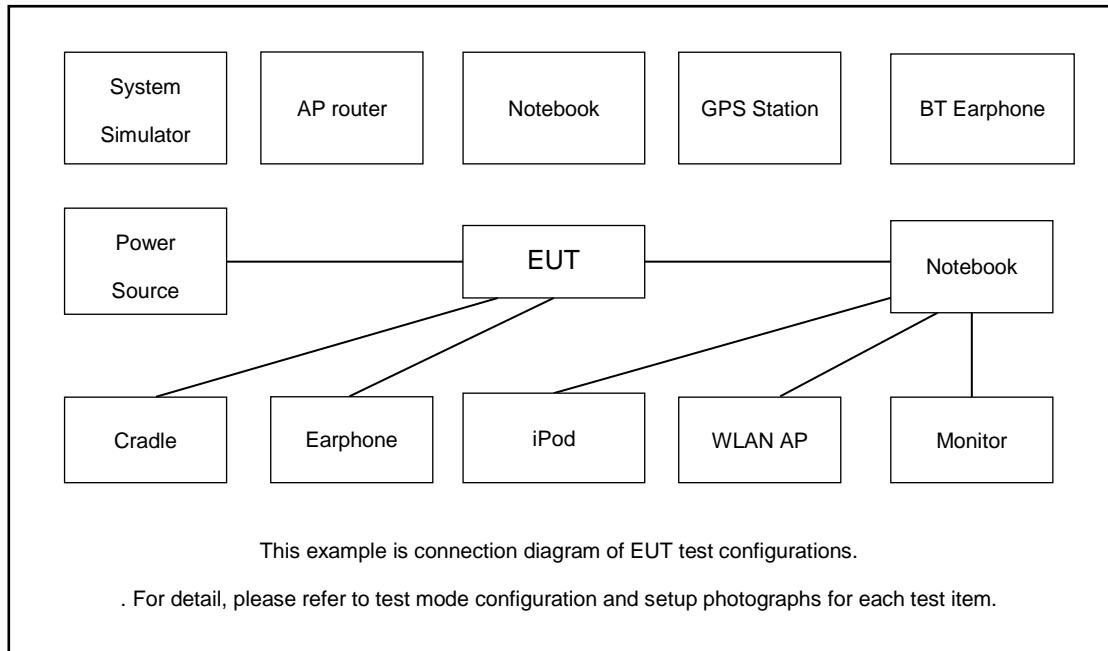 System
Simulator
AP router
Notebook
GPS Station
BT Earphone
Power
Source
EUT
Notebook
Cradle
Earphone
iPod
WLAN AP
Monitor
This example is connection diagram of EUT test configurations.
. For detail, please refer to test mode configuration and setup photographs for each test item.